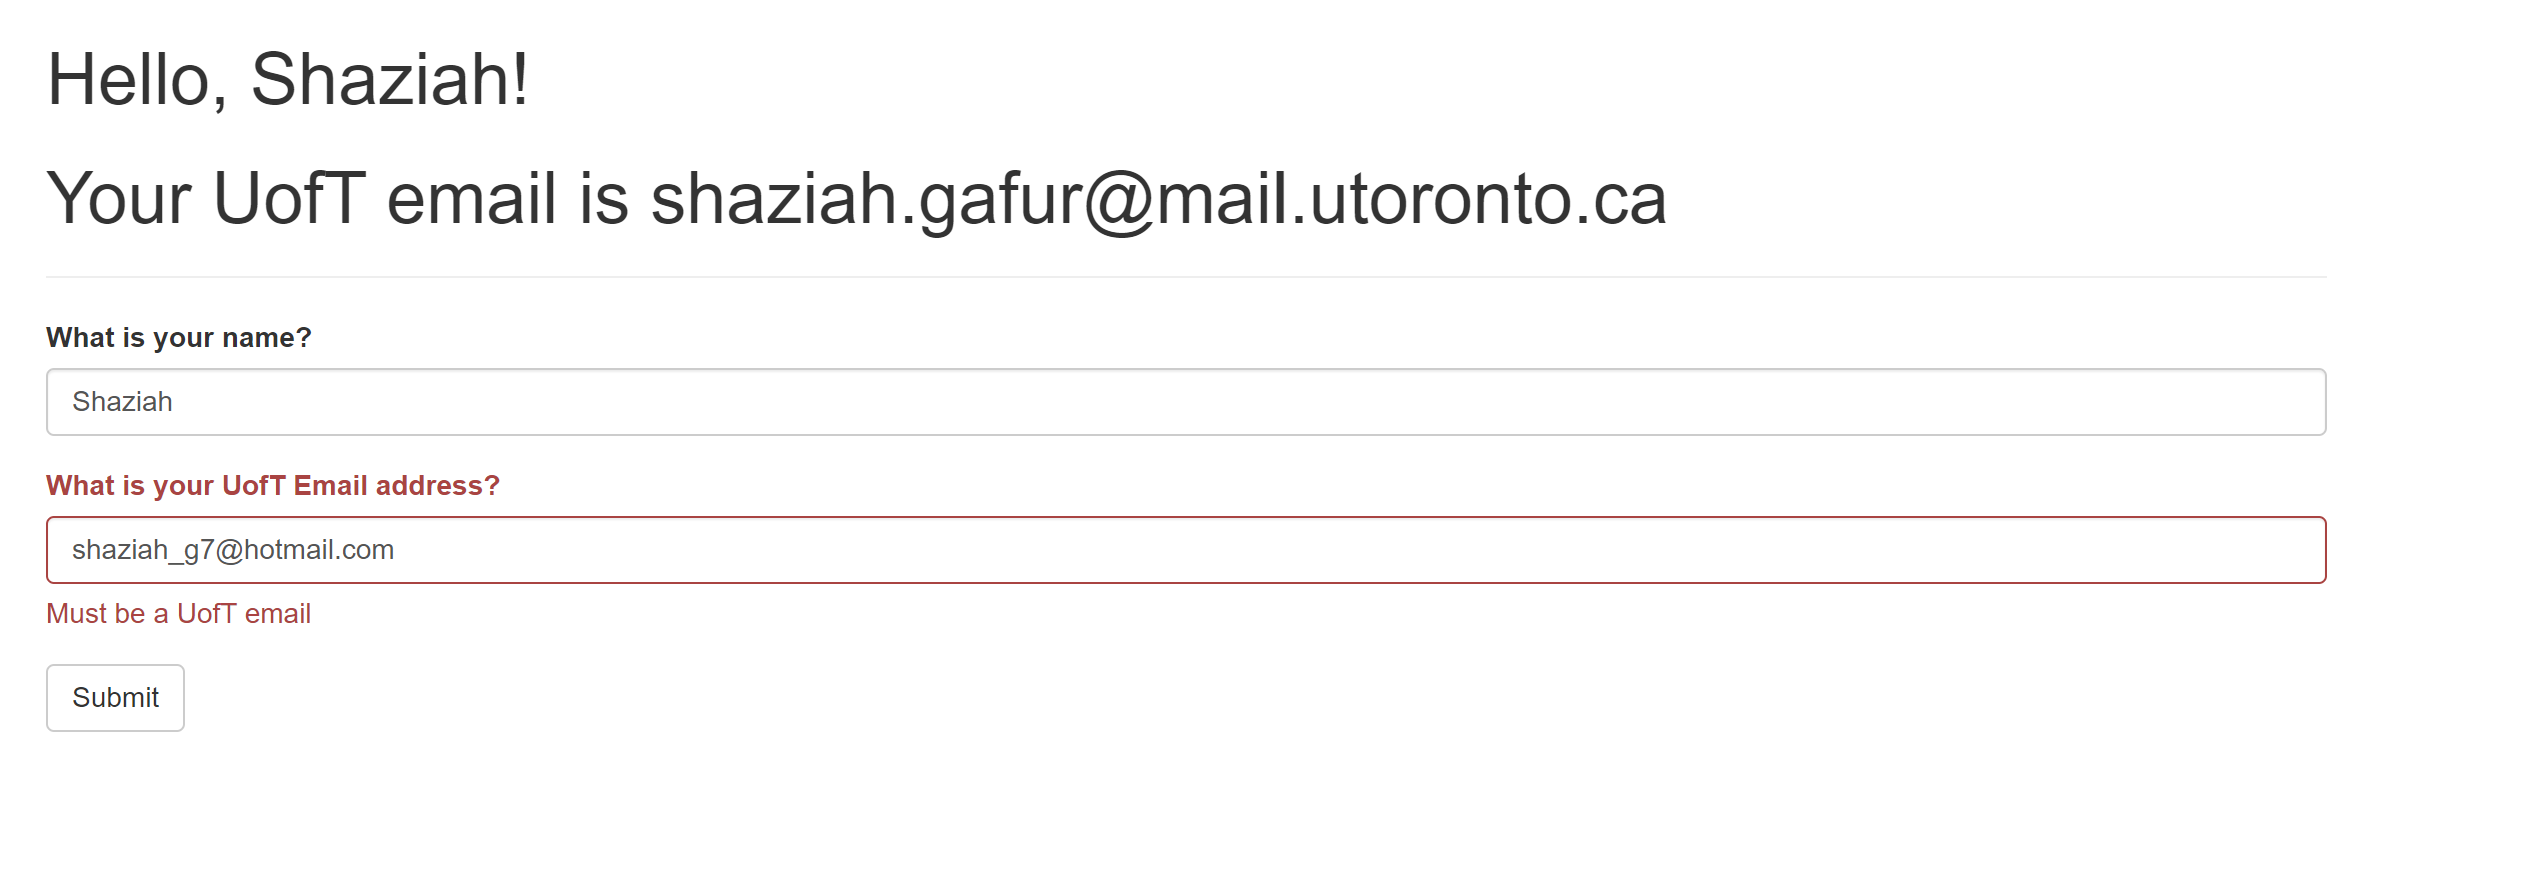 Hello, Shaziah!
Your UofT email is shaziah.gafur@mail.utoronto.ca
What is your name?
Shaziah
What is your UofT Email address?
shaziah_g7@hotmail.com
Must be a UofT email
Submit